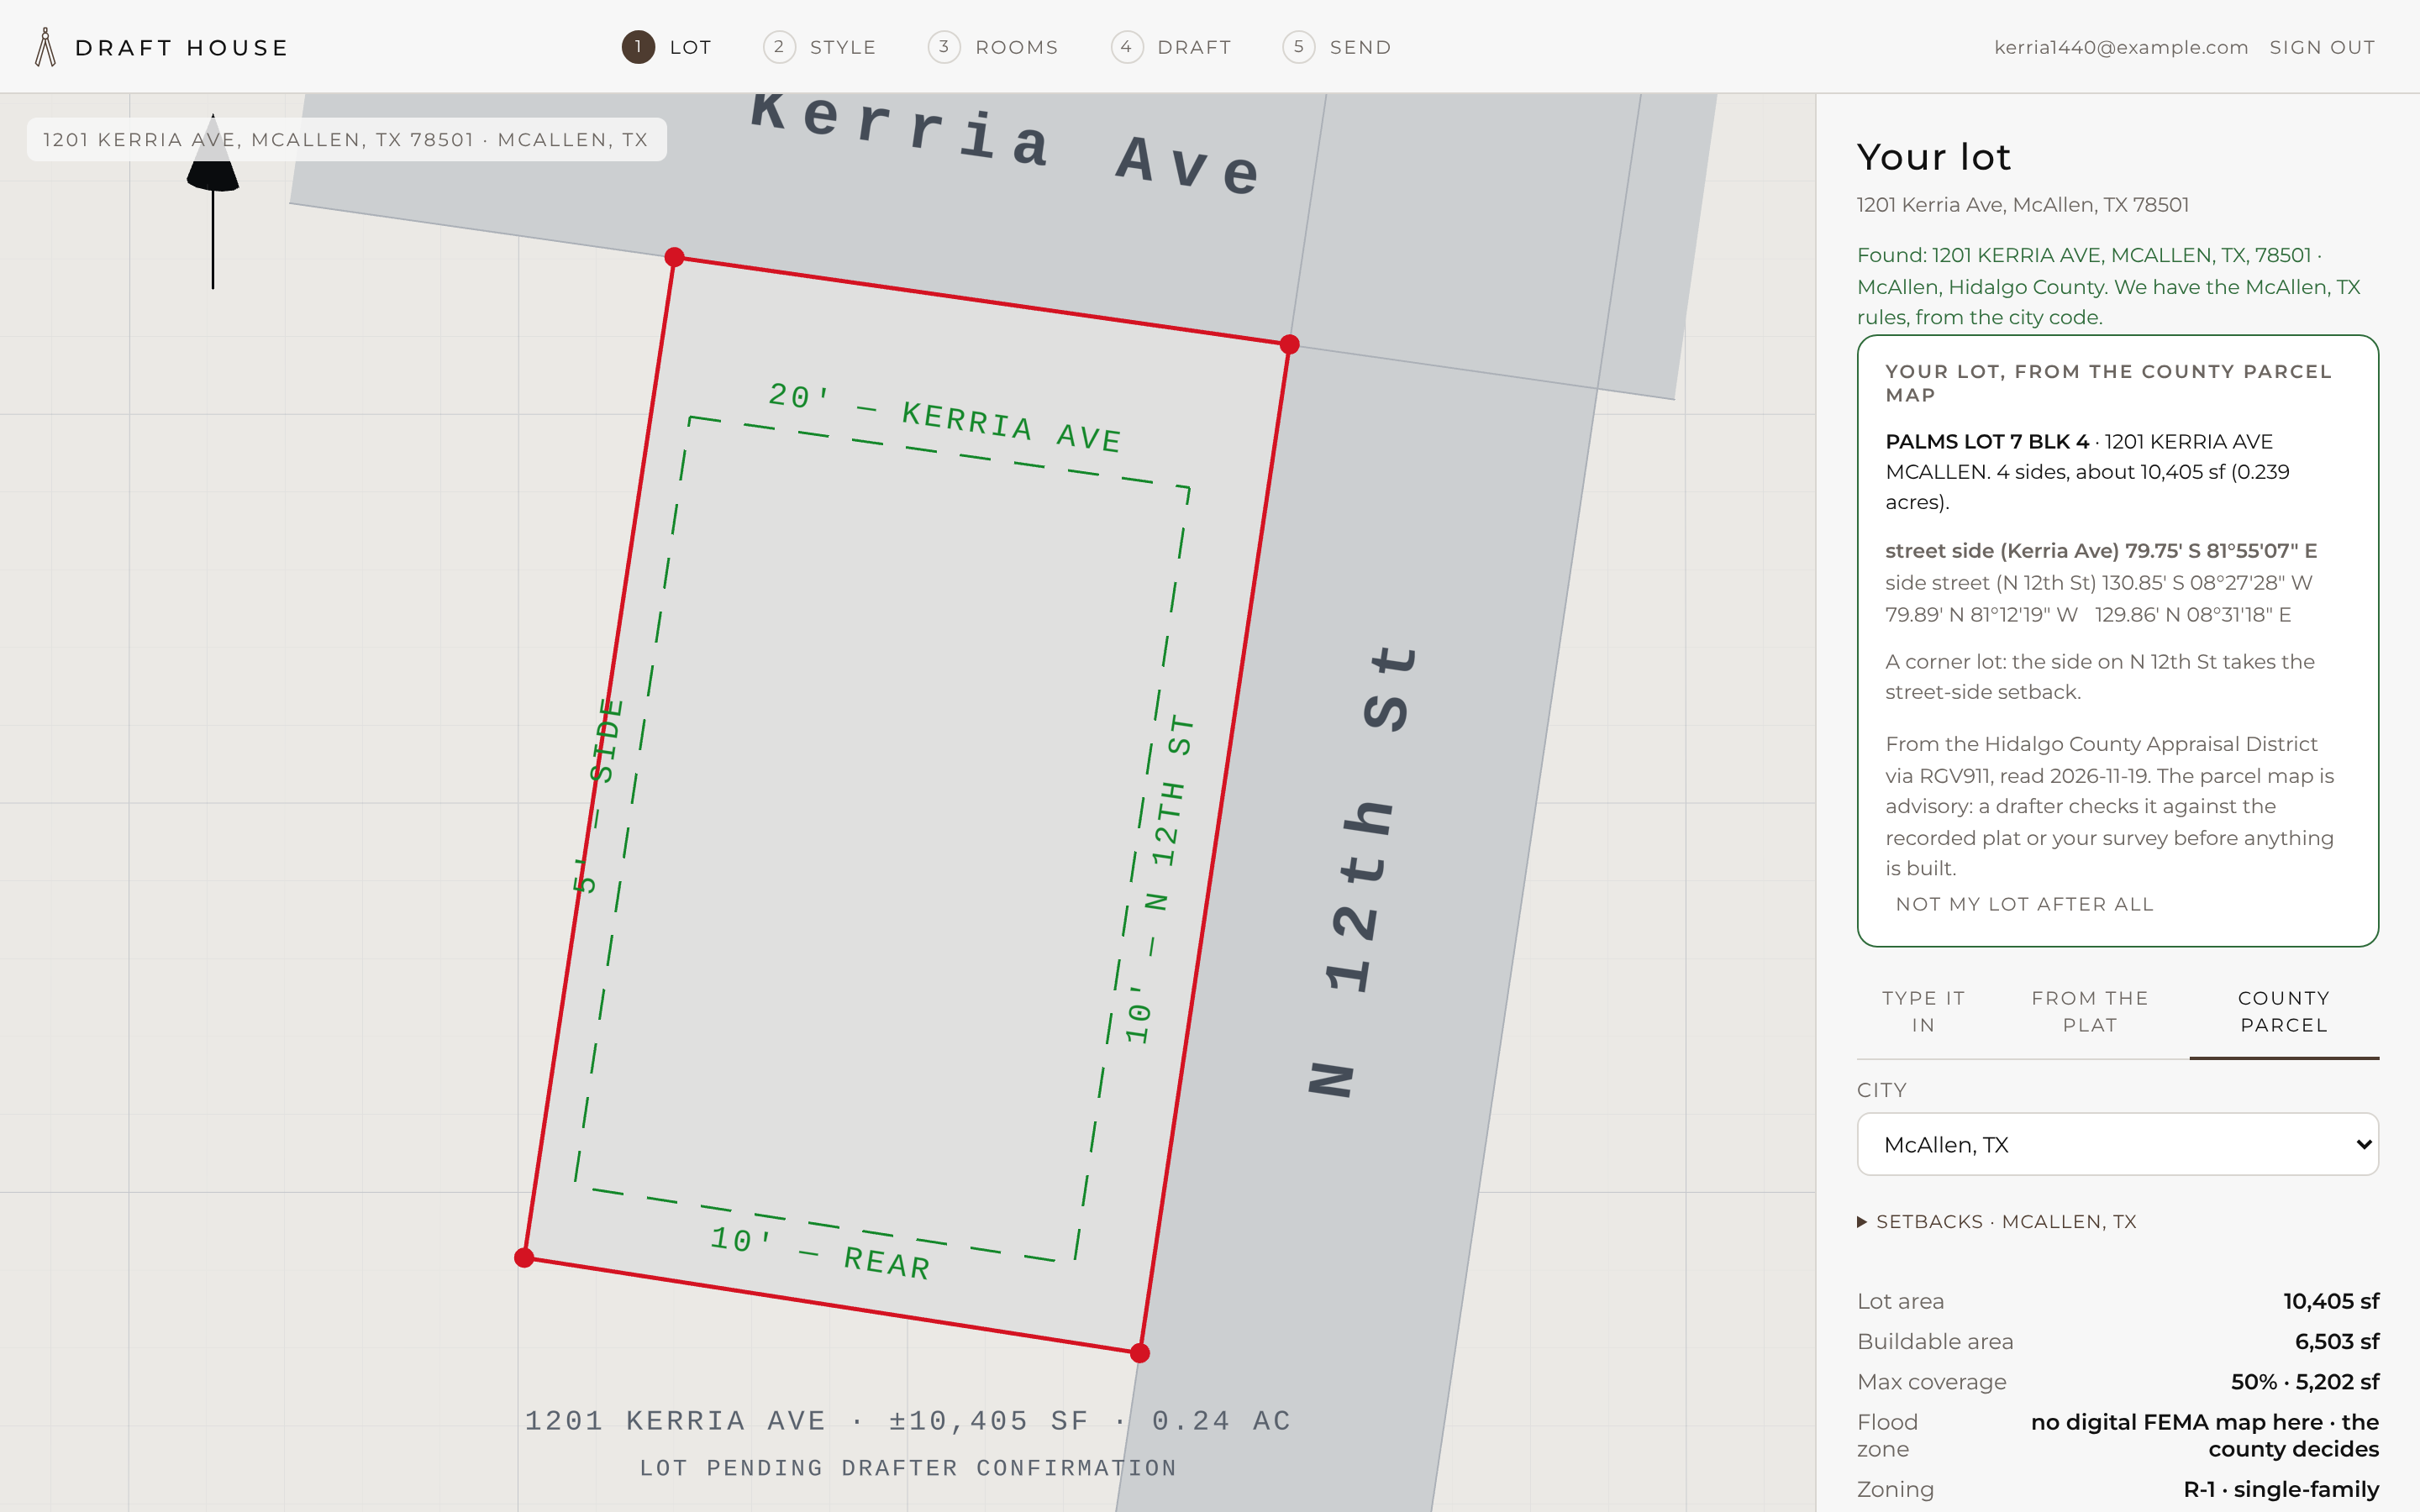 DRAFT HOUSE
1 LOT
2 STYLE
3 ROOMS
4 DRAFT
5 SEND
kerria1440@example.com SIGN OUT
1201 KERRIA AVE, MCALLEN, TX 78501 · MCALLEN, TX
Kerria Ave
20' – KERRIA AVE
5' – SIDE
10' – N 12TH ST
N 12th St
10' – REAR
1201 KERRIA AVE · ±10,405 SF · 0.24 AC
LOT PENDING DRAFTER CONFIRMATION
Your lot
1201 Kerria Ave, McAllen, TX 78501
Found: 1201 KERRIA AVE, MCALLEN, TX, 78501 ·
McAllen, Hidalgo County. We have the McAllen, TX
rules, from the city code.
YOUR LOT, FROM THE COUNTY PARCEL
MAP
PALMS LOT 7 BLK 4 · 1201 KERRIA AVE
MCALLEN. 4 sides, about 10,405 sf (0.239
acres).
street side (Kerria Ave) 79.75' S 81°55'07" E
side street (N 12th St) 130.85' S 08°27'28" W
79.89' N 81°12'19" W 129.86' N 08°31'18" E
A corner lot: the side on N 12th St takes the
street-side setback.
From the Hidalgo County Appraisal District
via RGV911, read 2026-11-19. The parcel map is
advisory: a drafter checks it against the
recorded plat or your survey before anything
is built.
NOT MY LOT AFTER ALL
TYPE IT
IN
FROM THE
PLAT
COUNTY
PARCEL
CITY
McAllen, TX
SETBACKS · MCALLEN, TX
Lot area 10,405 sf
Buildable area 6,503 sf
Max coverage 50% · 5,202 sf
Flood
zone
no digital FEMA map here · the
county decides
Zoning R-1 · single-family